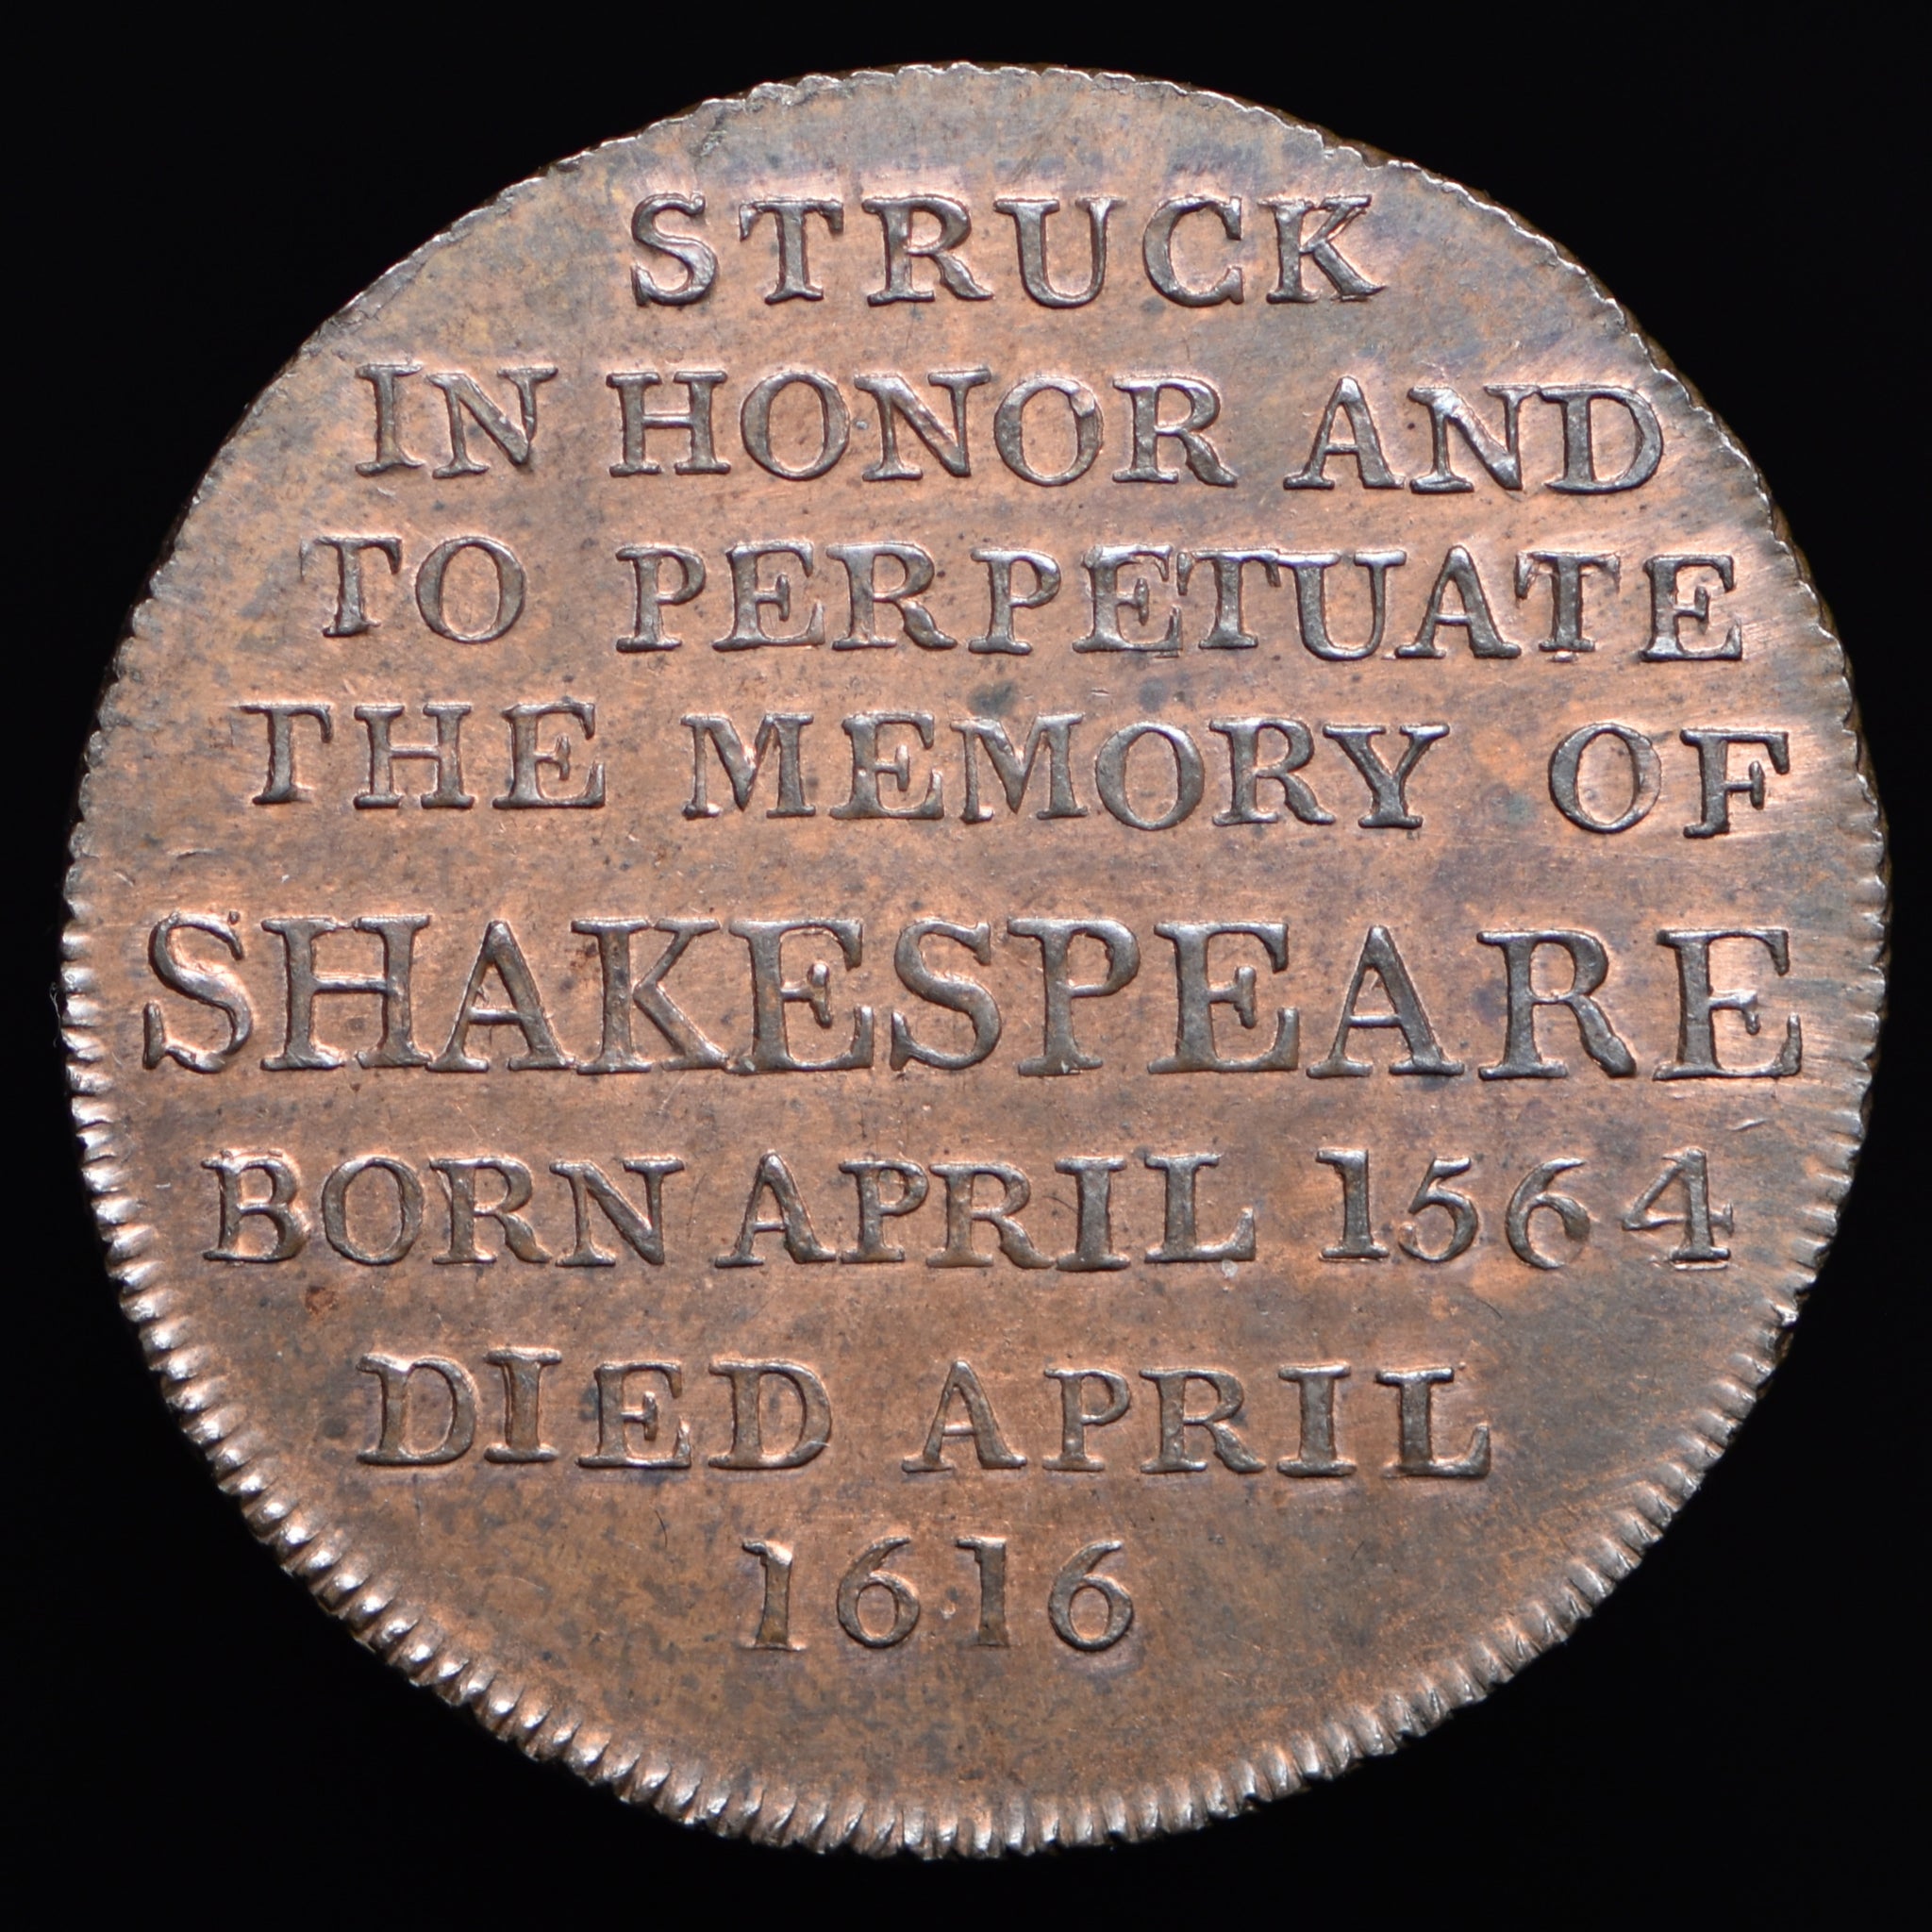 STRUCK
IN HONOR AND
TO PERPETUATE
THE MEMORY OF
SHAKESPEARE
BORN APRIL 1564
DIED APRIL
1616